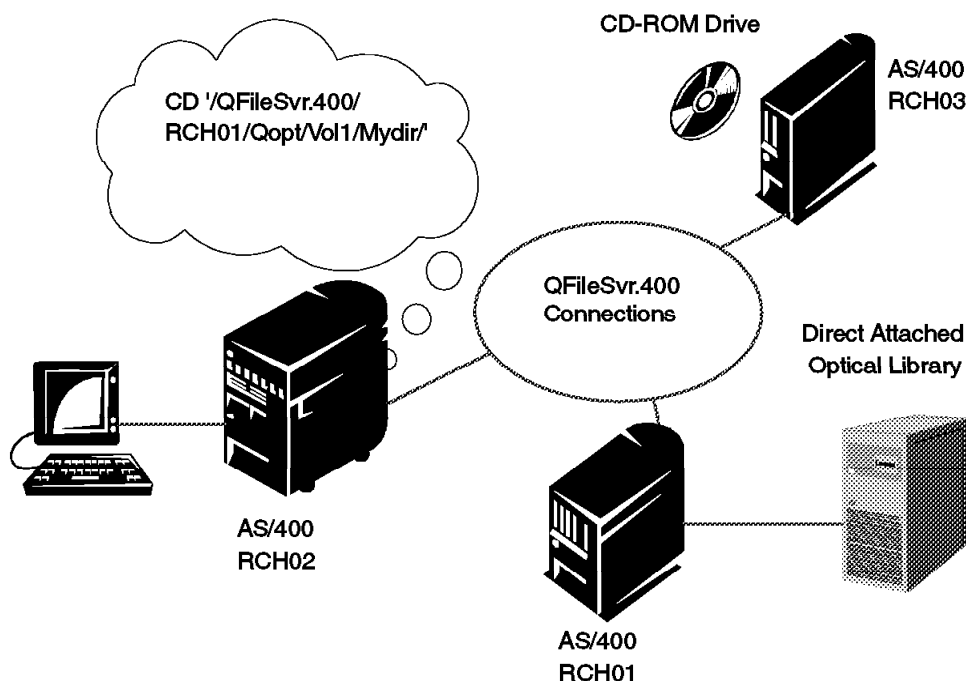 CD-ROM Drive
AS/400
RCH03
CD '/QFileSvr.400/
RCH01/Qopt/Vol1/Mydir/'
QFileSvr.400
Connections
Direct Attached
Optical Library
AS/400
RCH02
AS/400
RCH01